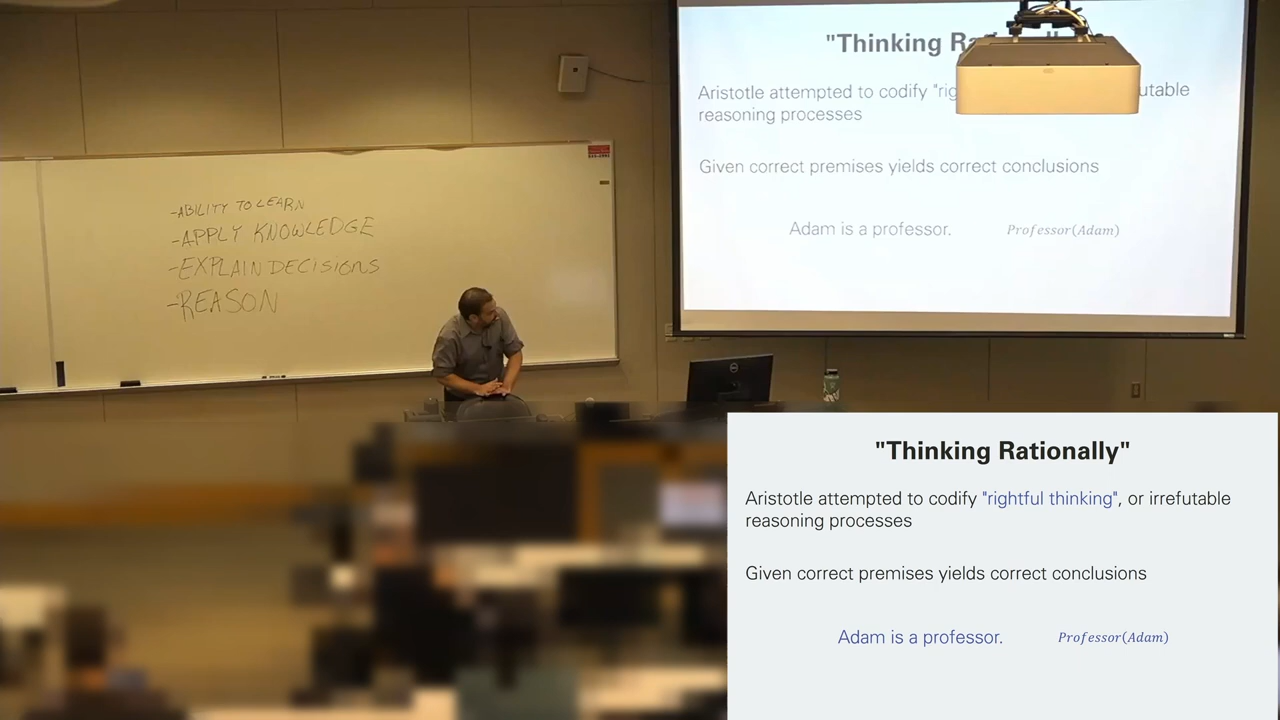 -ABILITY TO LEARN
-APPLY KNOWLEDGE
-EXPLAIN DECISIONS
-REASON
"Thinking Ra
Aristotle attempted to codify "rig utable
reasoning processes
Given correct premises yields correct conclusions
Adam is a professor. Professor(Adam)
DELL
"Thinking Rationally"
Aristotle attempted to codify "rightful thinking", or irrefutable
reasoning processes
Given correct premises yields correct conclusions
Adam is a professor. Professor(Adam)